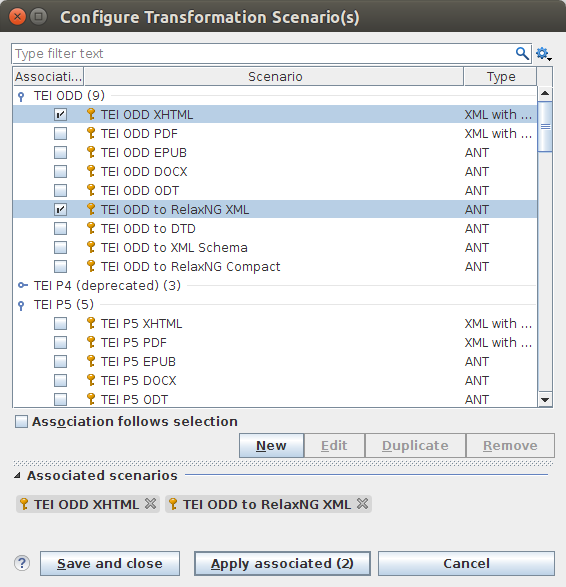 Configure Transformation Scenario(s)
Type filter text
Associati... Scenario Type
TEI ODD (9)
TEI ODD XHTML XML with ...
TEI ODD PDF XML with ...
TEI ODD EPUB ANT
TEI ODD DOCX ANT
TEI ODD ODT ANT
TEI ODD to RelaxNG XML ANT
TEI ODD to DTD ANT
TEI ODD to XML Schema ANT
TEI ODD to RelaxNG Compact ANT
TEI P4 (deprecated) (3)
TEI P5 (5)
TEI P5 XHTML XML with ...
TEI P5 PDF XML with ...
TEI P5 EPUB ANT
TEI P5 DOCX ANT
TEI P5 ODT ANT
Association follows selection
New Edit Duplicate Remove
Associated scenarios
TEI ODD XHTML TEI ODD to RelaxNG XML
? Save and close Apply associated (2) Cancel